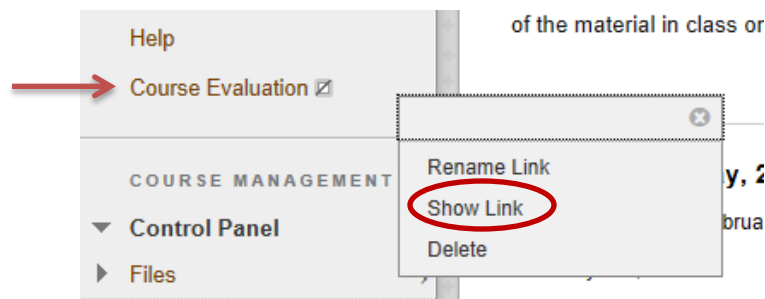 Help
of the material in class or
Course Evaluation
Rename Link
COURSE MANAGEMENT
y, 2
Show Link
Control Panel
brua
Delete
Files